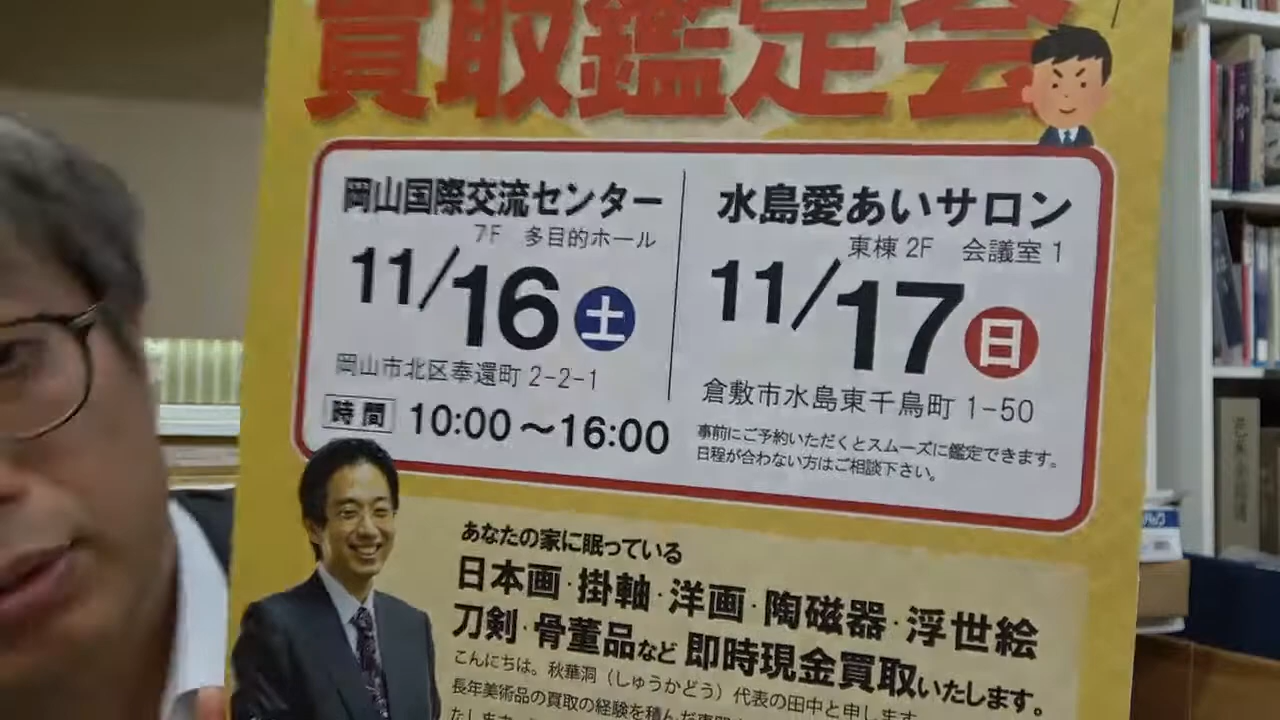 買取鑑定会
岡山国際交流センター
7F 多目的ホール
11/16 土
岡山市北区奉還町 2-2-1
時間 10:00～16:00
水島愛あいサロン
東棟 2F 会議室 1
11/17 日
倉敷市水島東千鳥町 1-50
事前にご予約いただくとスムーズに鑑定できます。
日程が合わない方はご相談下さい。
あなたの家に眠っている
日本画・掛軸・洋画・陶磁器・浮世絵
刀剣・骨董品など 即時現金買取いたします。
こんにちは。秋華洞（しゅうかどう）代表の田中と申します
長年美術品の買取の経験を積んだ